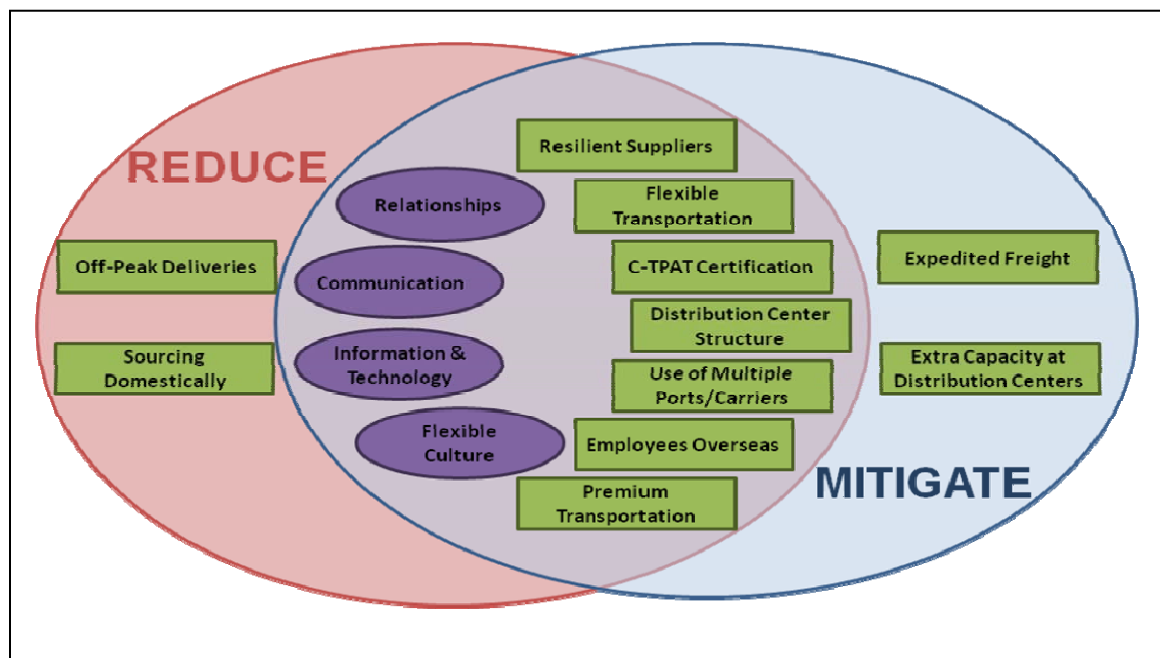 REDUCE
Off-Peak Deliveries
Sourcing
Domestically
Relationships
Communication
Information &
Technology
Flexible
Culture
Resilient Suppliers
Flexible
Transportation
C-TPAT Certification
Distribution Center
Structure
Use of Multiple
Ports/Carriers
Employees Overseas
Premium
Transportation
Expedited Freight
Extra Capacity at
Distribution Centers
MITIGATE